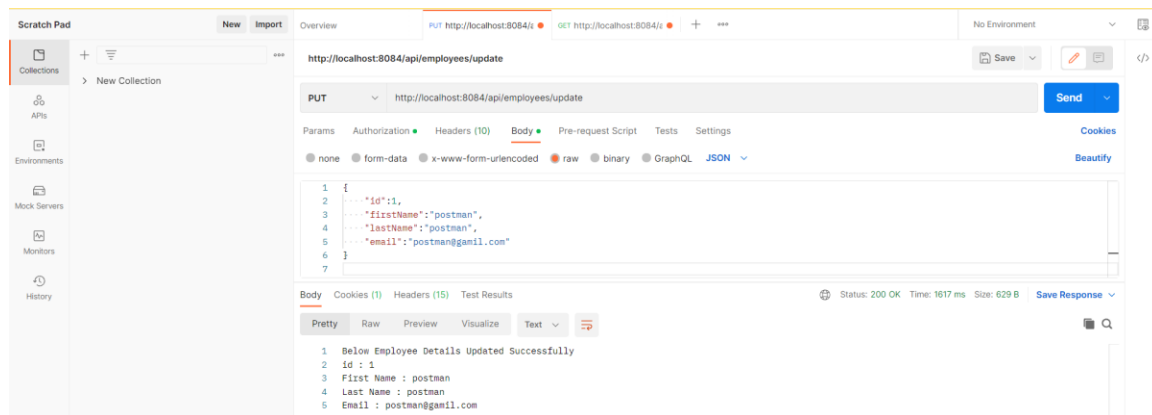 Scratch Pad New Import Overview PUT http://localhost:8084/a GET http://localhost:8084/a No Environment
Collections
APIs
Environments
Mock Servers
Monitors
History
New Collection
http://localhost:8084/api/employees/update Save
PUT http://localhost:8084/api/employees/update Send
Params Authorization Headers (10) Body Pre-request Script Tests Settings Cookies
none form-data x-www-form-urlencoded raw binary GraphQL JSON Beautify
1 {
2 "id":1,
3 "firstName":"postman",
4 "lastName":"postman",
5 "email":"postman@gamil.com"
6 }
7
Body Cookies (1) Headers (15) Test Results Status: 200 OK Time: 1617 ms Size: 629 B Save Response
Pretty Raw Preview Visualize Text
1 Below Employee Details Updated Successfully
2 id : 1
3 First Name : postman
4 Last Name : postman
5 Email : postman@gamil.com